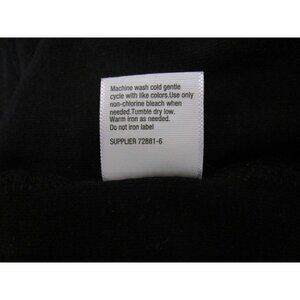 Machine wash cold gentle
cycle with like colors.Use only
non-chlorine bleach when
needed.Tumble dry low.
Warm iron as needed.
Do not iron label
SUPPLIER 72881-6